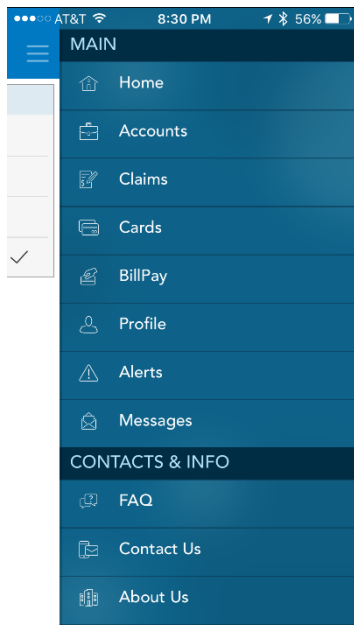 AT&T 8:30 PM 56%
MAIN
Home
Accounts
Claims
Cards
BillPay
Profile
Alerts
Messages
CONTACTS & INFO
FAQ
Contact Us
About Us